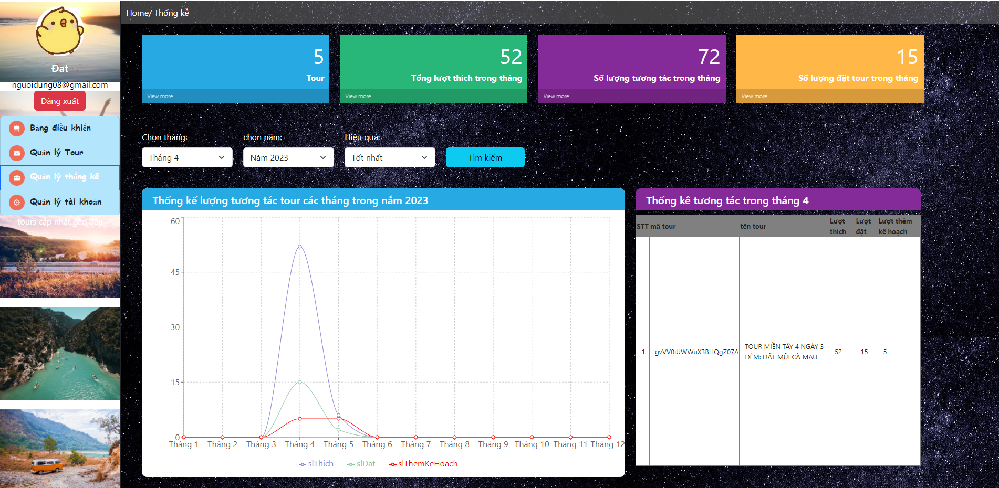 Home/ Thống kê
Đat
nguoidung08@gmail.com
Đăng xuất
Bảng điều khiển
Quản lý Tour
Quản lý thống kê
Quản lý tài khoản
tours cập nhật gần đây
5
Tour
View more
52
Tổng lượt thích trong tháng
View more
72
Số lượng tương tác trong tháng
View more
15
Số lượng đặt tour trong tháng
View more
Chọn tháng:
chọn năm:
Hiệu quả:
Tháng 4
Năm 2023
Tốt nhất
Tìm kiếm
Thống kế lượng tương tác tour các tháng trong nắm 2023
60
45
30
15
0
Tháng 1
Tháng 2
Tháng 3
Tháng 4
Tháng 5
Tháng 6
Tháng 7
Tháng 8
Tháng 9
Tháng 10
Tháng 11
Tháng 12
slThich
slDat
slThemKeHoach
Thống kê tương tác trong tháng 4
STT mã tour
tên tour
Lượt
thích
Lượt
đặt
Lượt thêm
kê hoạch
1
gvVV0iUWWuX3BHQgZ07A
TOUR MIỀN TÂY 4 NGÀY 3
ĐÊM: ĐẤT MŨI CÀ MAU
52
15
5